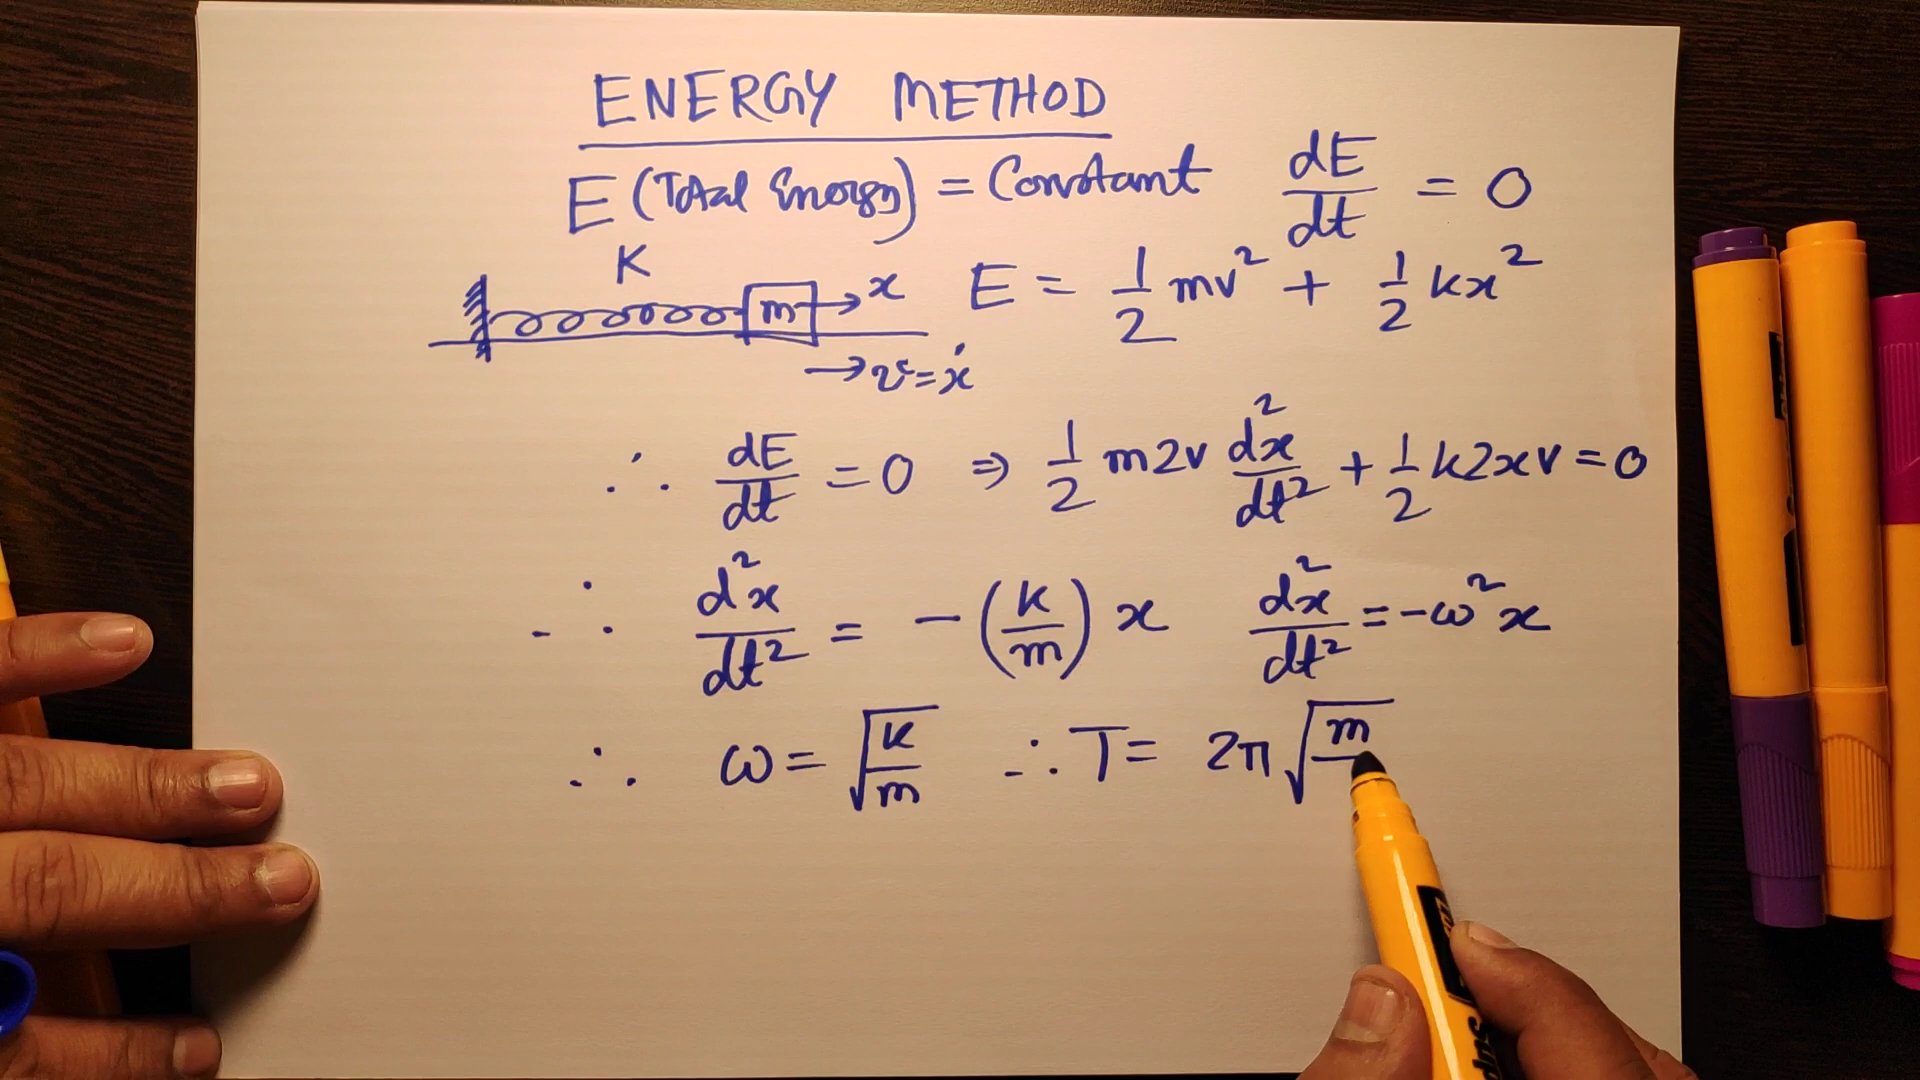 ENERGY METHOD
E (Total Energy) = Constant dE/dt = 0
K
m → x E = 1/2 mv² + 1/2 kx²
→ v = ẋ
∴ dE/dt = 0 ⇒ 1/2 m2v d²x/dt² + 1/2 k2xv = 0
∴ d²x/dt² = -(k/m) x d²x/dt² = -ω²x
∴ ω = √(k/m) ∴ T = 2π √(m/